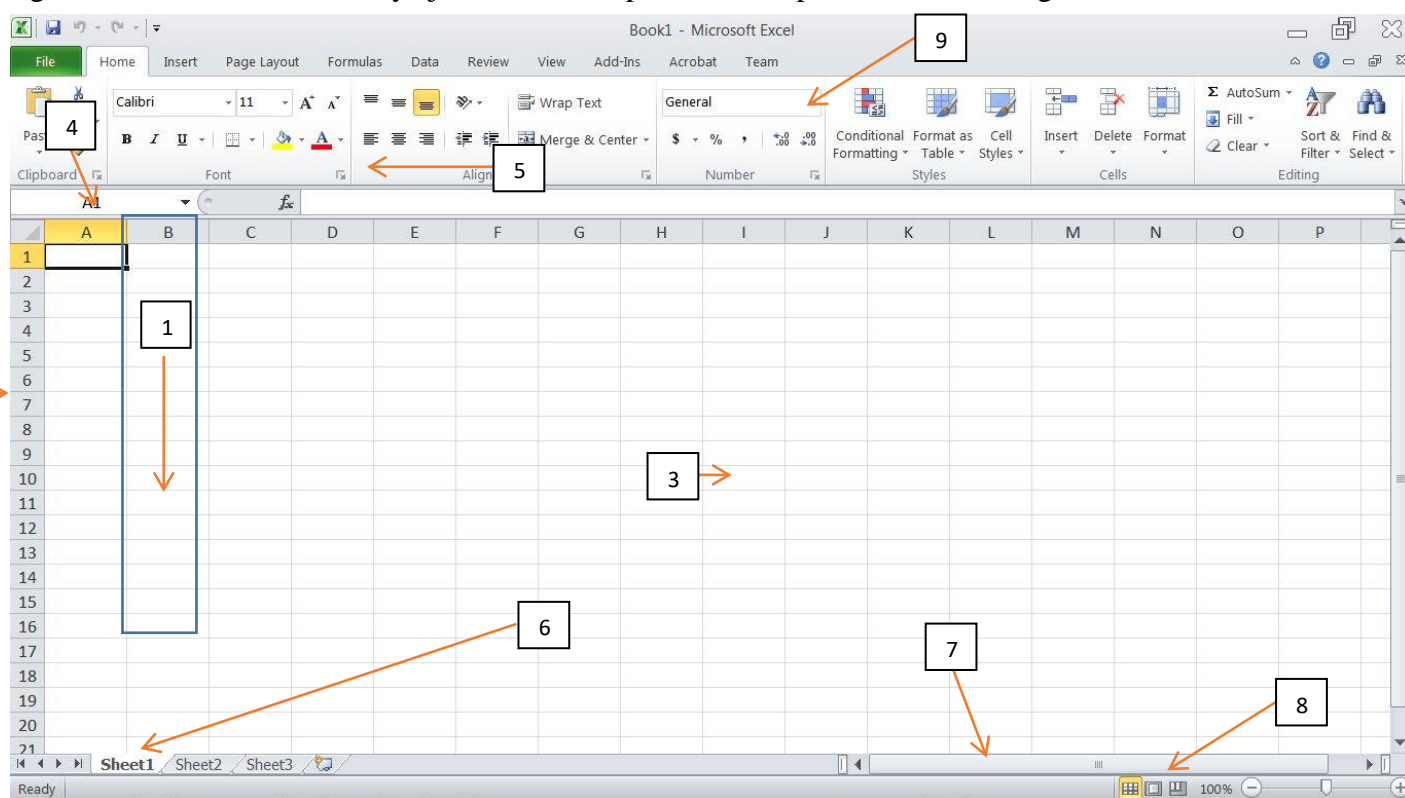 Book1 - Microsoft Excel
9
File Home Insert Page Layout Formulas Data Review View Add-Ins Acrobat Team
Calibri 11 A A Wrap Text General Σ AutoSum
4 Fill
B I U A Merge & Center $ % , .0 .00 Conditional Format as Cell Insert Delete Format Sort & Find &
Formatting Table Styles Clear Filter Select
Clipboard Font 5 Number Styles Cells Editing
A1 fx
A B C D E F G H I J K L M N O P
1
2
3
4 1
5
6
7
8
9
10 3
11
12
13
14
15
16 6
17 7
18
19 8
20
21
Sheet1 Sheet2 Sheet3
Ready 100%